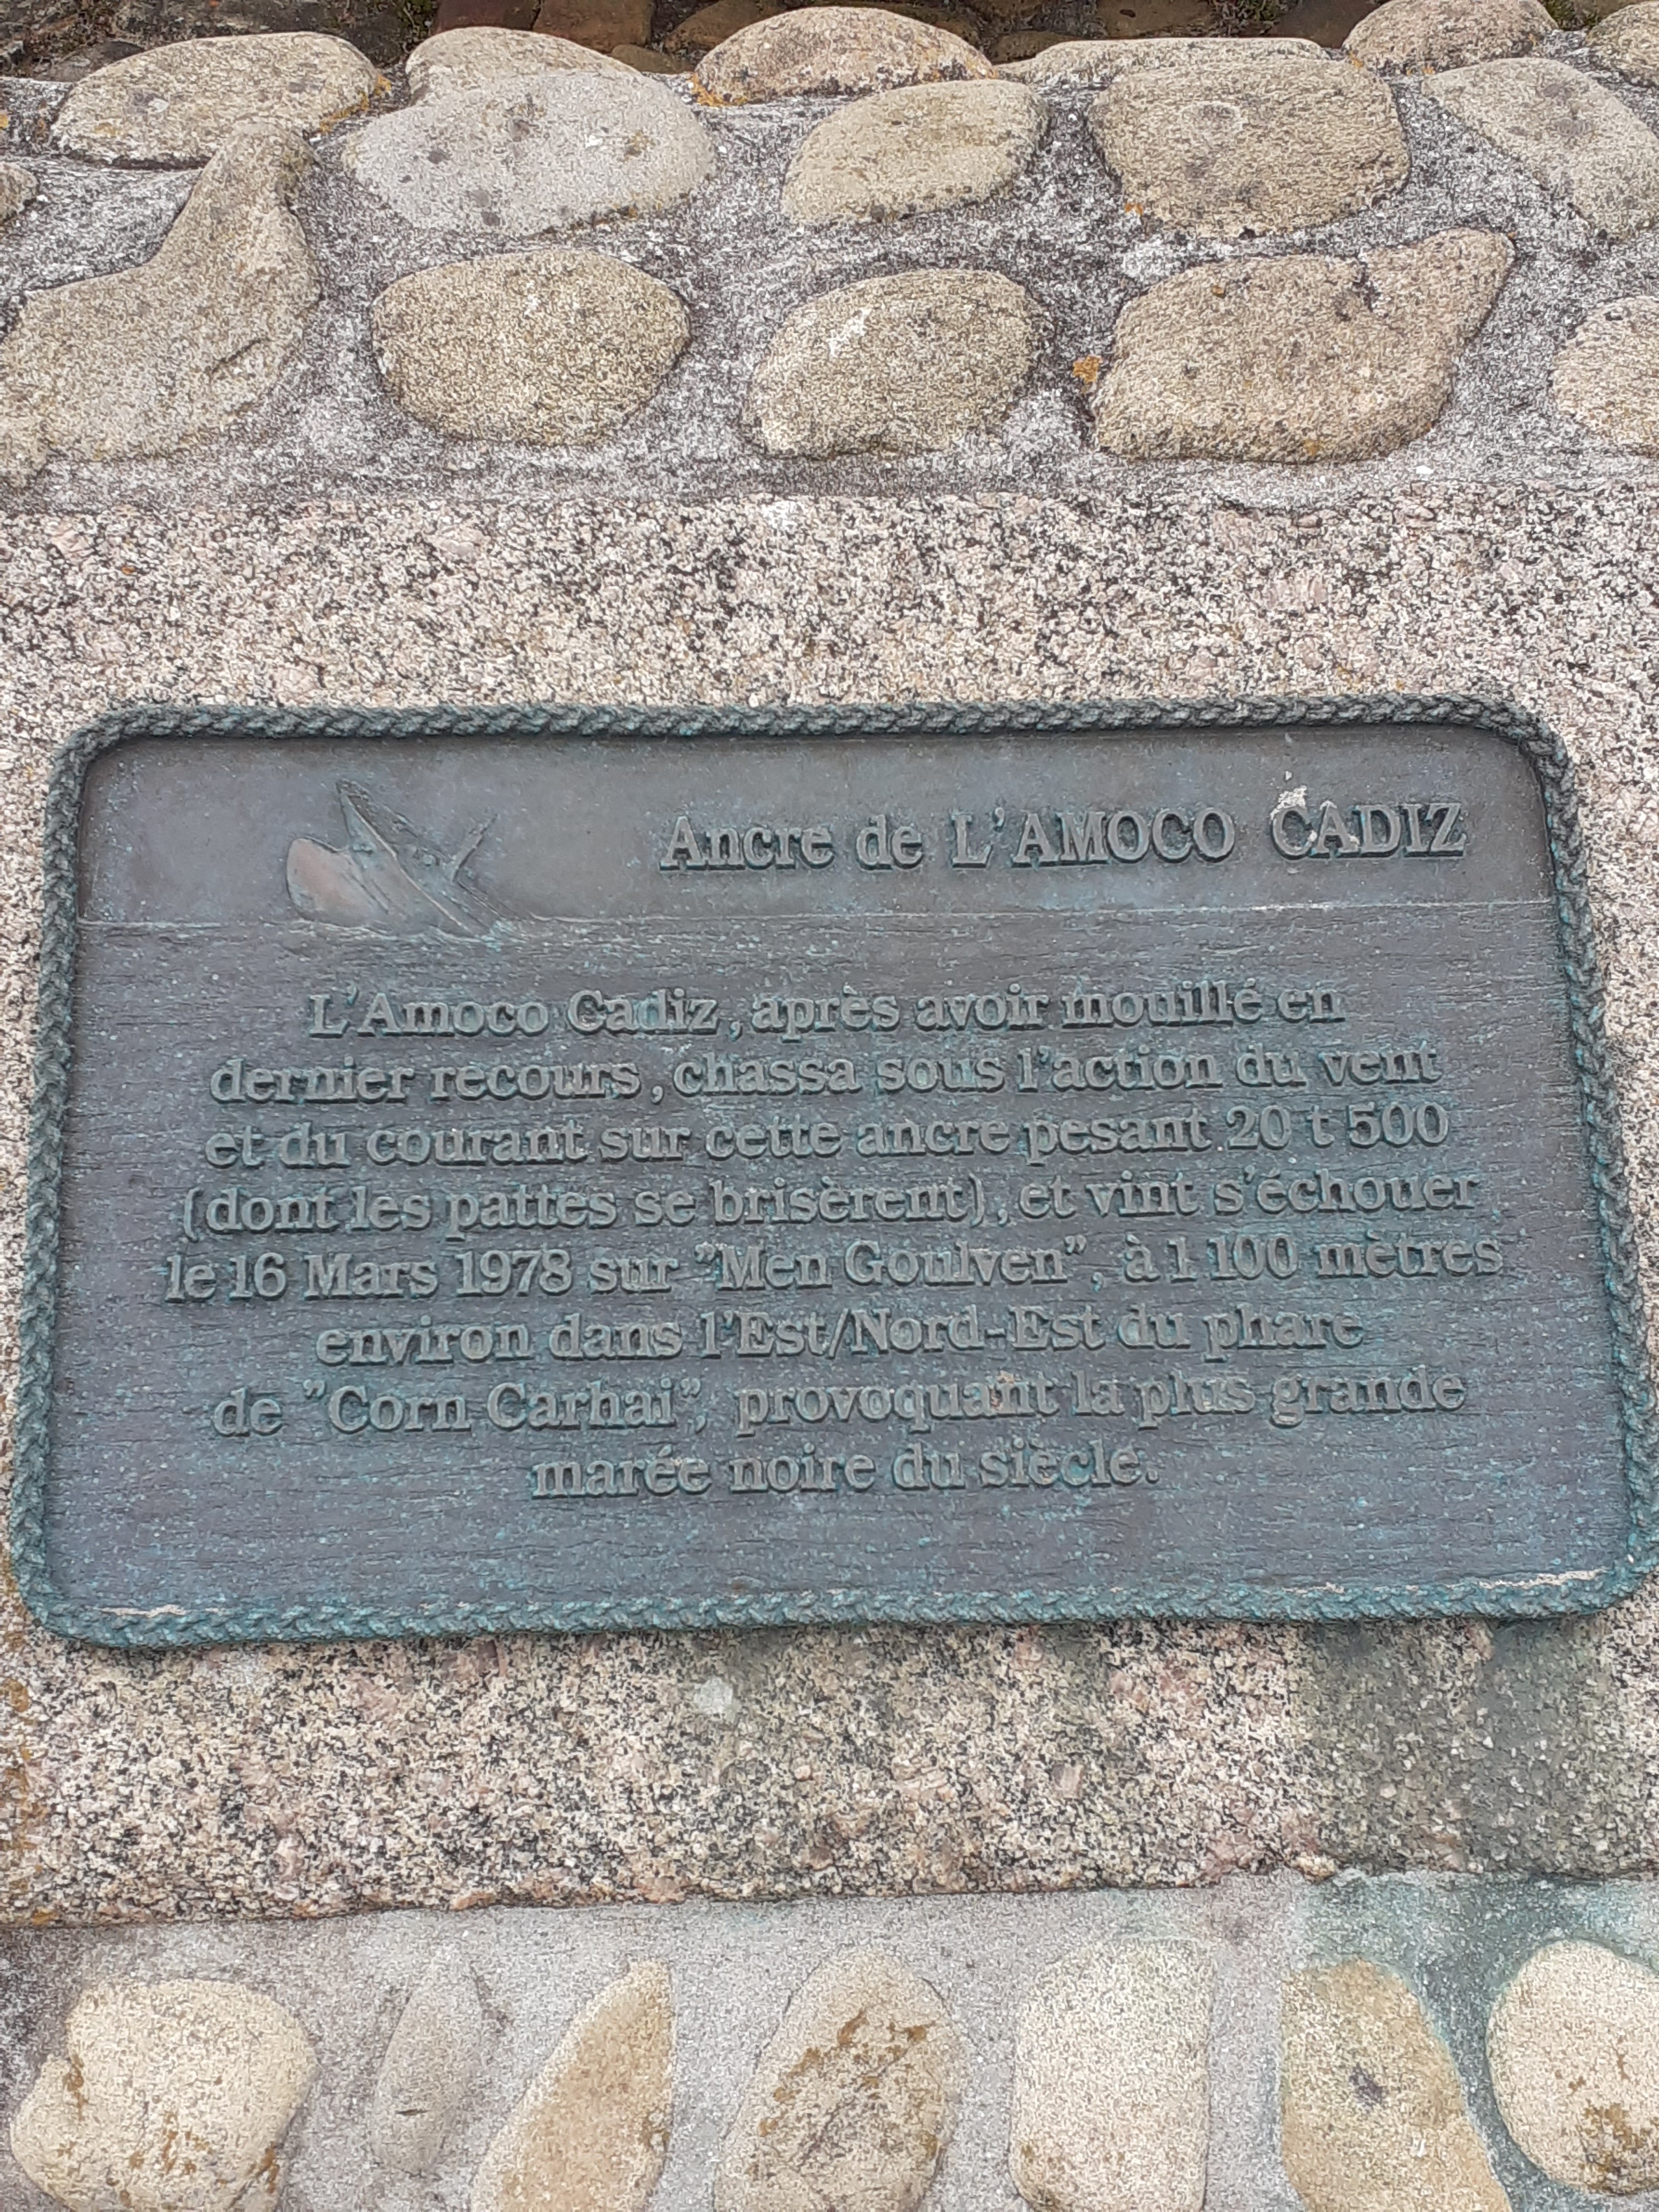 Ancre de L'AMOCO CADIZ
L'Amoco Cadiz, après avoir mouillé en
dernier recours, chassa sous l'action du vent
et du courant sur cette ancre pesant 20 t 500
(dont les pattes se brisèrent), et vint s'échouer
le 16 Mars 1978 sur "Men Goulven", à 1 100 mètres
environ dans l'Est/Nord-Est du phare
de "Corn Carhai", provoquant la plus grande
marée noire du siècle.